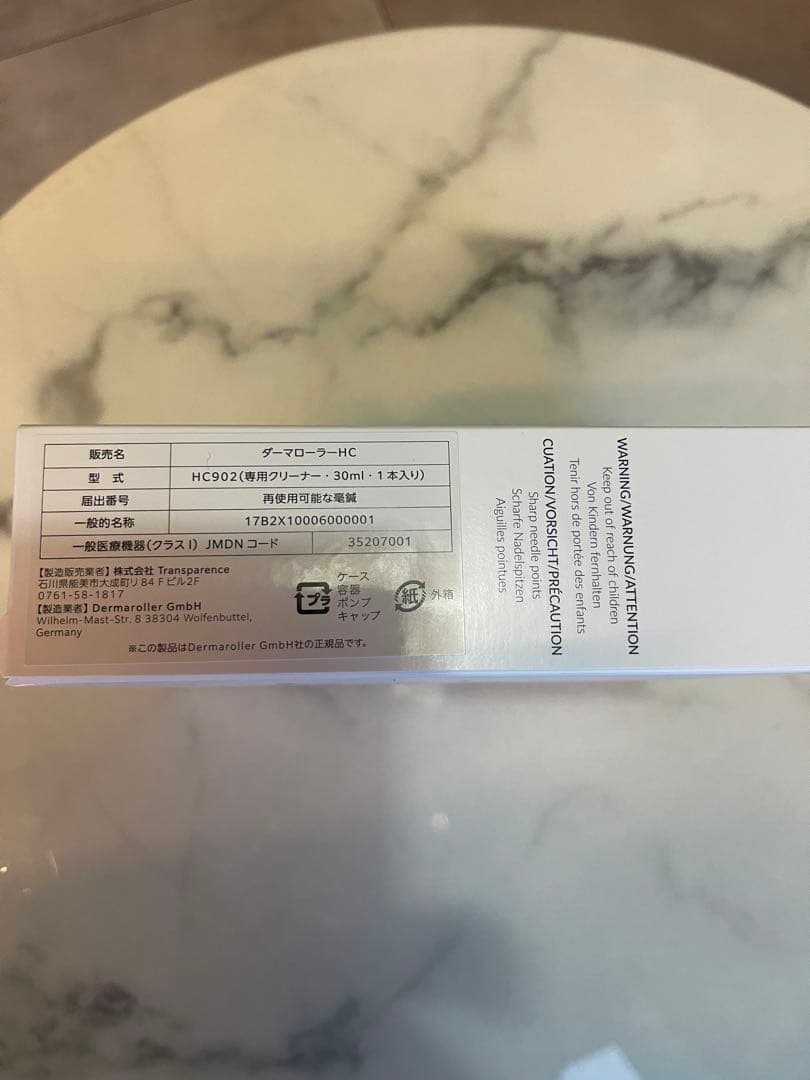 販売名 ダーマローラーHC
型 式 HC902(専用クリーナー・30ml・1本入り)
届出番号 再使用可能な毫鍼
一般的名称 17B2X10006000001
一般医療機器(クラスI) JMDNコード 35207001
【製造販売業者】株式会社 Transparence
石川県能美市大成町リ84 Fビル2F
0761-58-1817
【製造業者】Dermaroller GmbH
Wilhelm-Mast-Str. 8 38304 Wolfenbuttel,
Germany
プラ
ケース
容器
ポンプ
キャップ
紙 外箱
※この製品はDermaroller GmbH社の正規品です。
WARNING/WARNUNG/ATTENTION
Keep out of reach of children
Von Kindern fernhalten
Tenir hors de portée des enfants
CUATION/VORSICHT/PRÉCAUTION
Sharp needle points
Scharfe Nadelspitzen
Aiguilles pointues